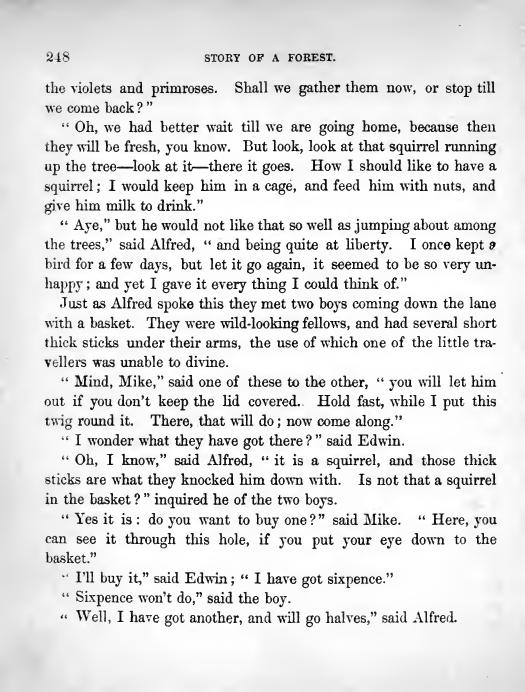 248 STORY OF A FOREST.
the violets and primroses. Shall we gather them now, or stop till
we come back?"
" Oh, we had better wait till we are going home, because then
they will be fresh, you know. But look, look at that squirrel running
up the tree—look at it—there it goes. How I should like to have a
squirrel; I would keep him in a cage, and feed him with nuts, and
give him milk to drink."
" Aye," but he would not like that so well as jumping about among
the trees," said Alfred, " and being quite at liberty. I once kept a
bird for a few days, but let it go again, it seemed to be so very un-
happy; and yet I gave it every thing I could think of."
Just as Alfred spoke this they met two boys coming down the lane
with a basket. They were wild-looking fellows, and had several short
thick sticks under their arms, the use of which one of the little tra-
vellers was unable to divine.
" Mind, Mike," said one of these to the other, " you will let him
out if you don't keep the lid covered. Hold fast, while I put this
twig round it. There, that will do; now come along."
" I wonder what they have got there?" said Edwin.
" Oh, I know," said Alfred, " it is a squirrel, and those thick
sticks are what they knocked him down with. Is not that a squirrel
in the basket?" inquired he of the two boys.
" Yes it is: do you want to buy one?" said Mike. " Here, you
can see it through this hole, if you put your eye down to the
basket."
" I'll buy it," said Edwin; " I have got sixpence."
" Sixpence won't do," said the boy.
" Well, I have got another, and will go halves," said Alfred.